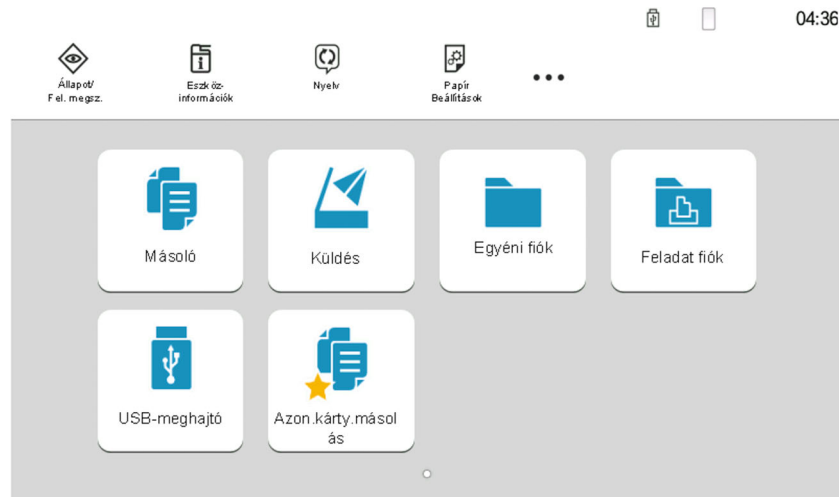 04:36
Állapot/
Fel. megsz.
Eszköz-
információk
Nyelv
Papír
Beállítások
Másoló
Küldés
Egyéni fiók
Feladat fiók
USB-meghajtó
Azon.kárty.másol
ás